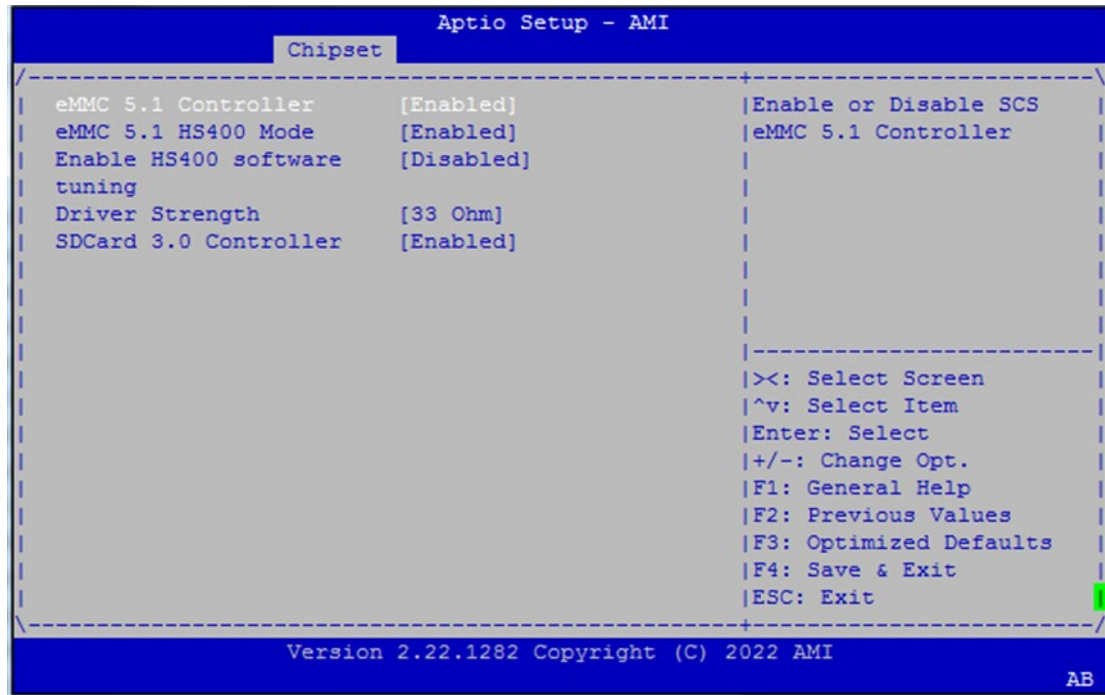 Aptio Setup - AMI
Chipset
/----------------------------------------------------+-------------------------\
| eMMC 5.1 Controller [Enabled] |Enable or Disable SCS |
| eMMC 5.1 HS400 Mode [Enabled] |eMMC 5.1 Controller |
| Enable HS400 software [Disabled] | |
| tuning | |
| Driver Strength [33 Ohm] | |
| SDCard 3.0 Controller [Enabled] | |
| | |
| | |
| | |
| |-------------------------|
| |><: Select Screen |
| |^v: Select Item |
| |Enter: Select |
| |+/-: Change Opt. |
| |F1: General Help |
| |F2: Previous Values |
| |F3: Optimized Defaults |
| |F4: Save & Exit |
| |ESC: Exit |
\----------------------------------------------------+-------------------------/
Version 2.22.1282 Copyright (C) 2022 AMI
AB